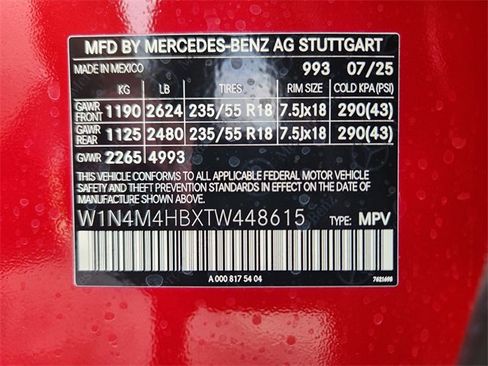 MFD BY MERCEDES-BENZ AG STUTTGART
MADE IN MEXICO 993 07/25
KG LB TIRES RIM SIZE COLD KPA (PSI)
GAWR FRONT 1190 2624 235/55 R18 7.5Jx18 290(43)
GAWR REAR 1125 2480 235/55 R18 7.5Jx18 290(43)
GVWR 2265 4993
THIS VEHICLE CONFORMS TO ALL APPLICABLE FEDERAL MOTOR VEHICLE
SAFETY AND THEFT PREVENTION STANDARDS IN EFFECT ON THE DATE
OF MANUFACTURE SHOWN ABOVE.
W1N4M4HBXTW448615 TYPE: MPV
A 000 817 54 04